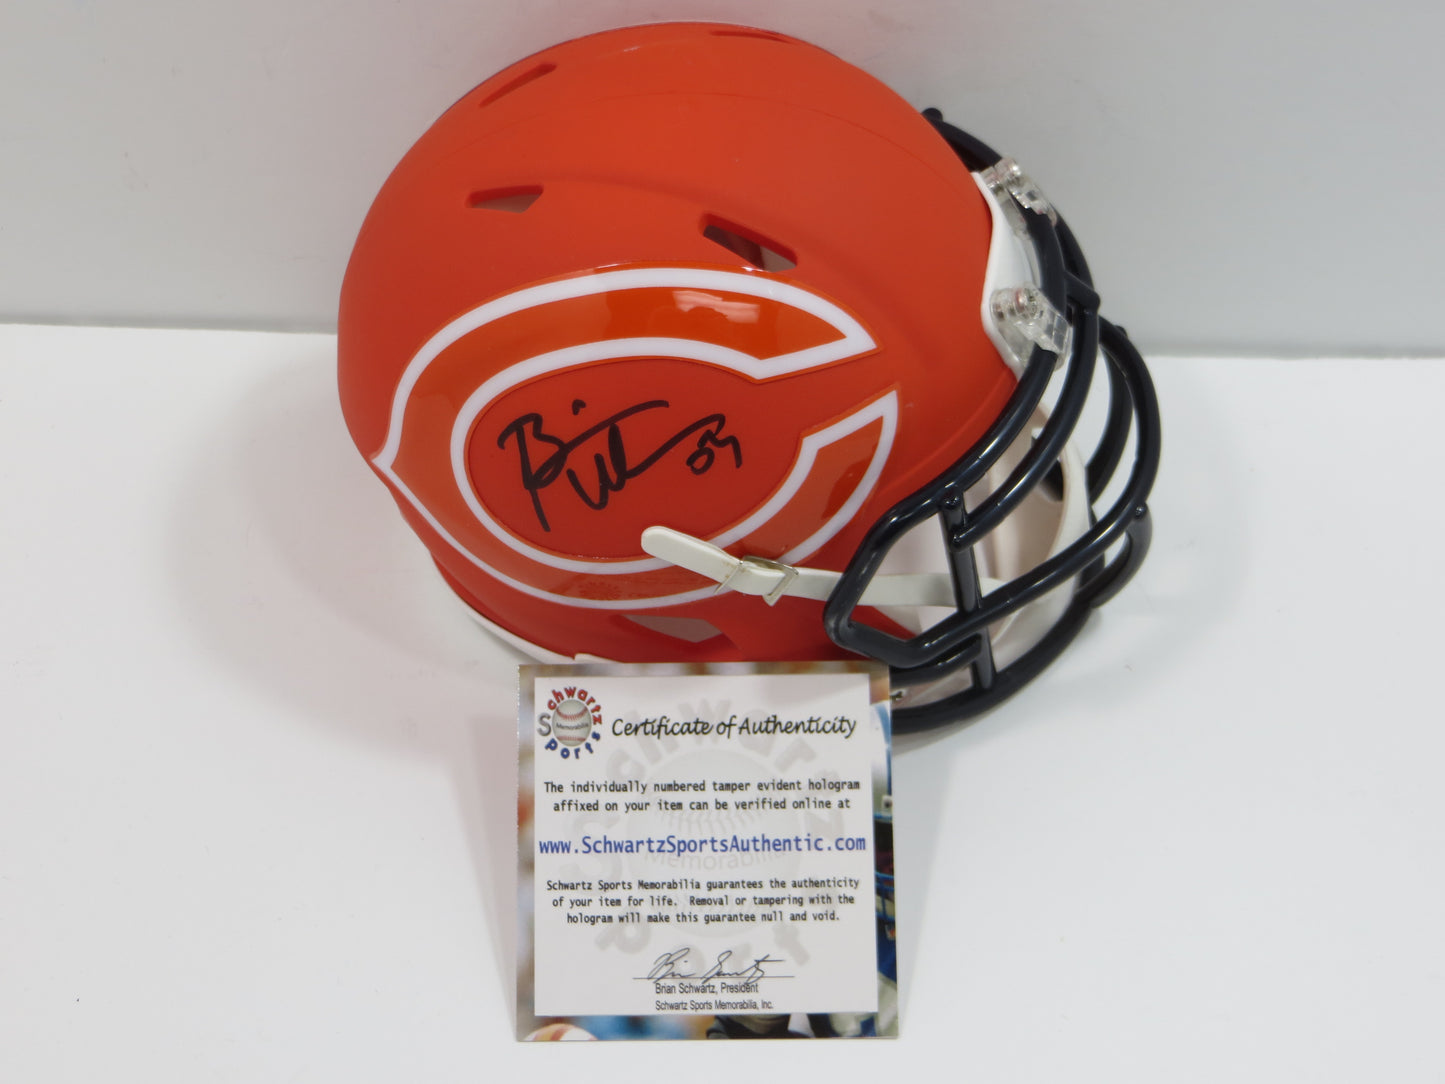 Schwartz
Sports
Memorabilia
Certificate of Authenticity
The individually numbered tamper evident hologram
affixed on your item can be verified online at
www.SchwartzSportsAuthentic.com
Schwartz Sports Memorabilia guarantees the authenticity
of your item for life. Removal or tampering with the
hologram will make this guarantee null and void.
Brian Schwartz, President
Schwartz Sports Memorabilia, Inc.